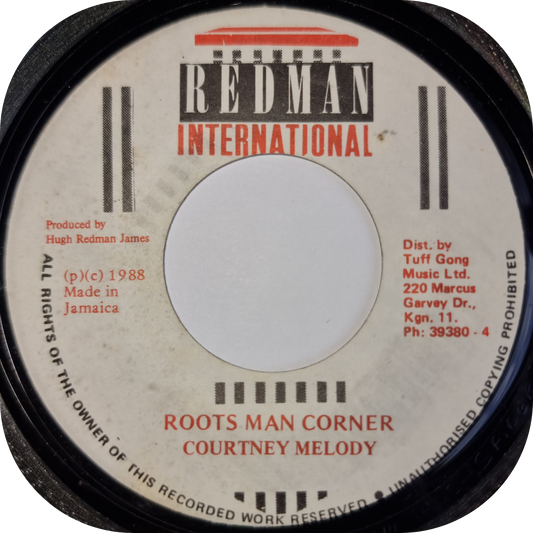 REDMAN
INTERNATIONAL
Produced by
Hugh Redman James
(p)(c) 1988
Made in
Jamaica
Dist. by
Tuff Gong
Music Ltd.
220 Marcus
Garvey Dr.,
Kgn. 11.
Ph: 39380 - 4
ROOTS MAN CORNER
COURTNEY MELODY
ALL RIGHTS OF THE OWNER OF THIS RECORDED WORK RESERVED ● UNAUTHORISED COPYING PROHIBITED